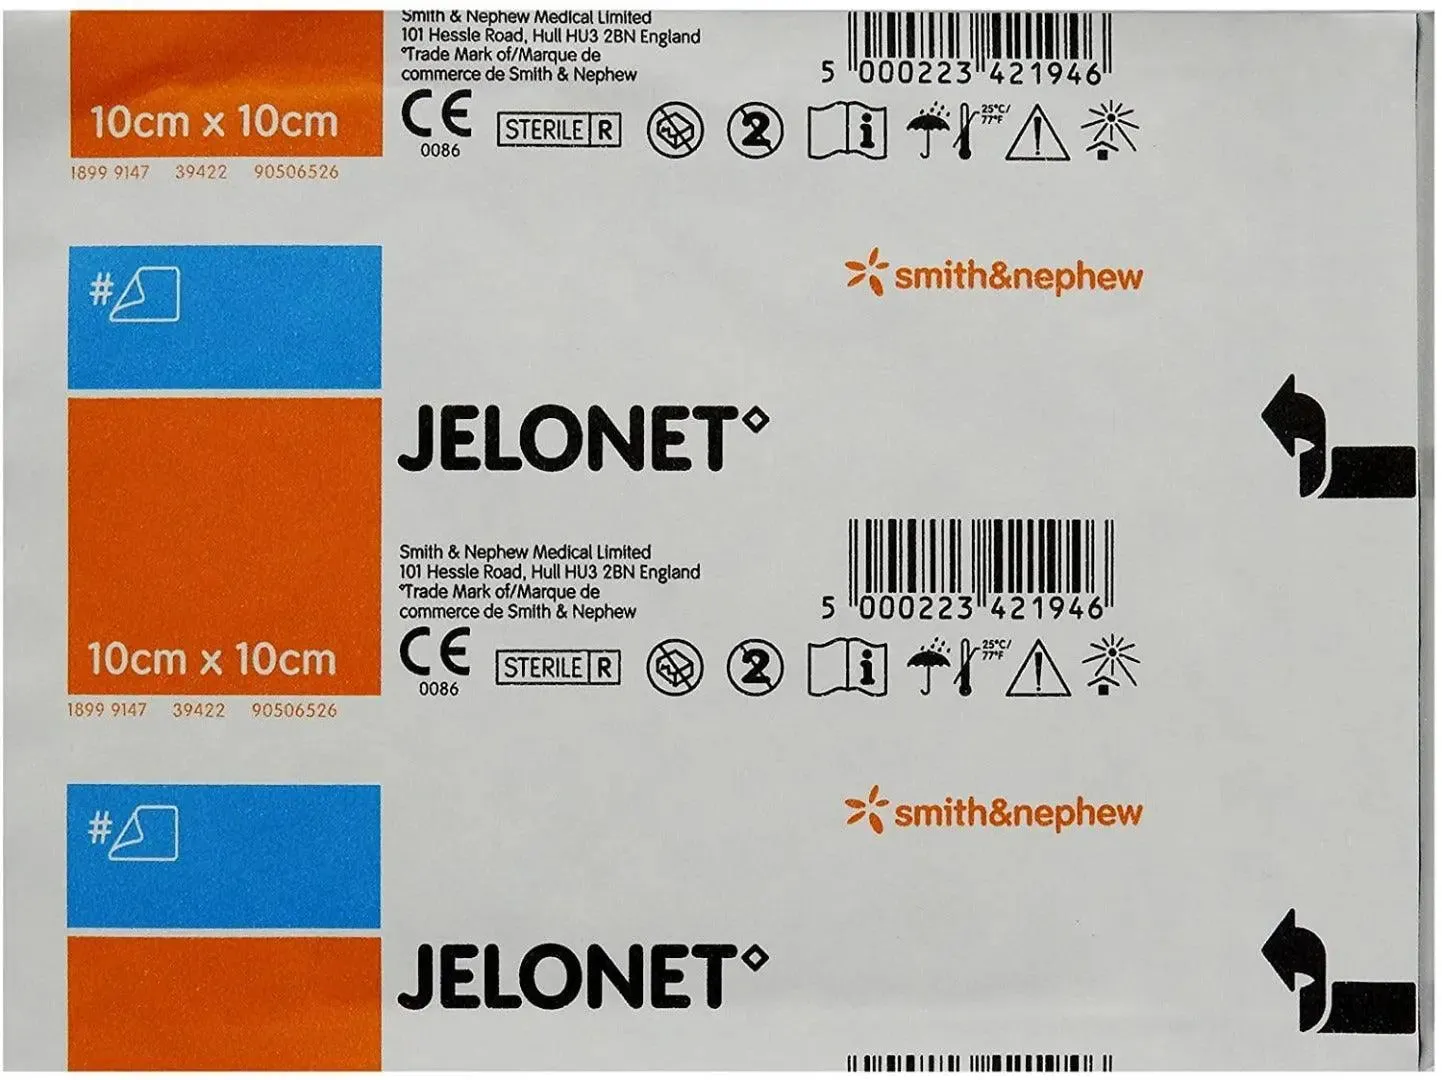 Smith & Nephew Medical Limited
101 Hessle Road, Hull HU3 2BN England
◊Trade Mark of/Marque de
commerce de Smith & Nephew
5 000223 421946
10cm x 10cm
CE
0086
STERILE R
2
i
25°C/
77°F
!
1899 9147 39422 90506526
#
smith&nephew
JELONET◊
Smith & Nephew Medical Limited
101 Hessle Road, Hull HU3 2BN England
◊Trade Mark of/Marque de
commerce de Smith & Nephew
5 000223 421946
10cm x 10cm
CE
0086
STERILE R
2
i
25°C/
77°F
!
1899 9147 39422 90506526
#
smith&nephew
JELONET◊